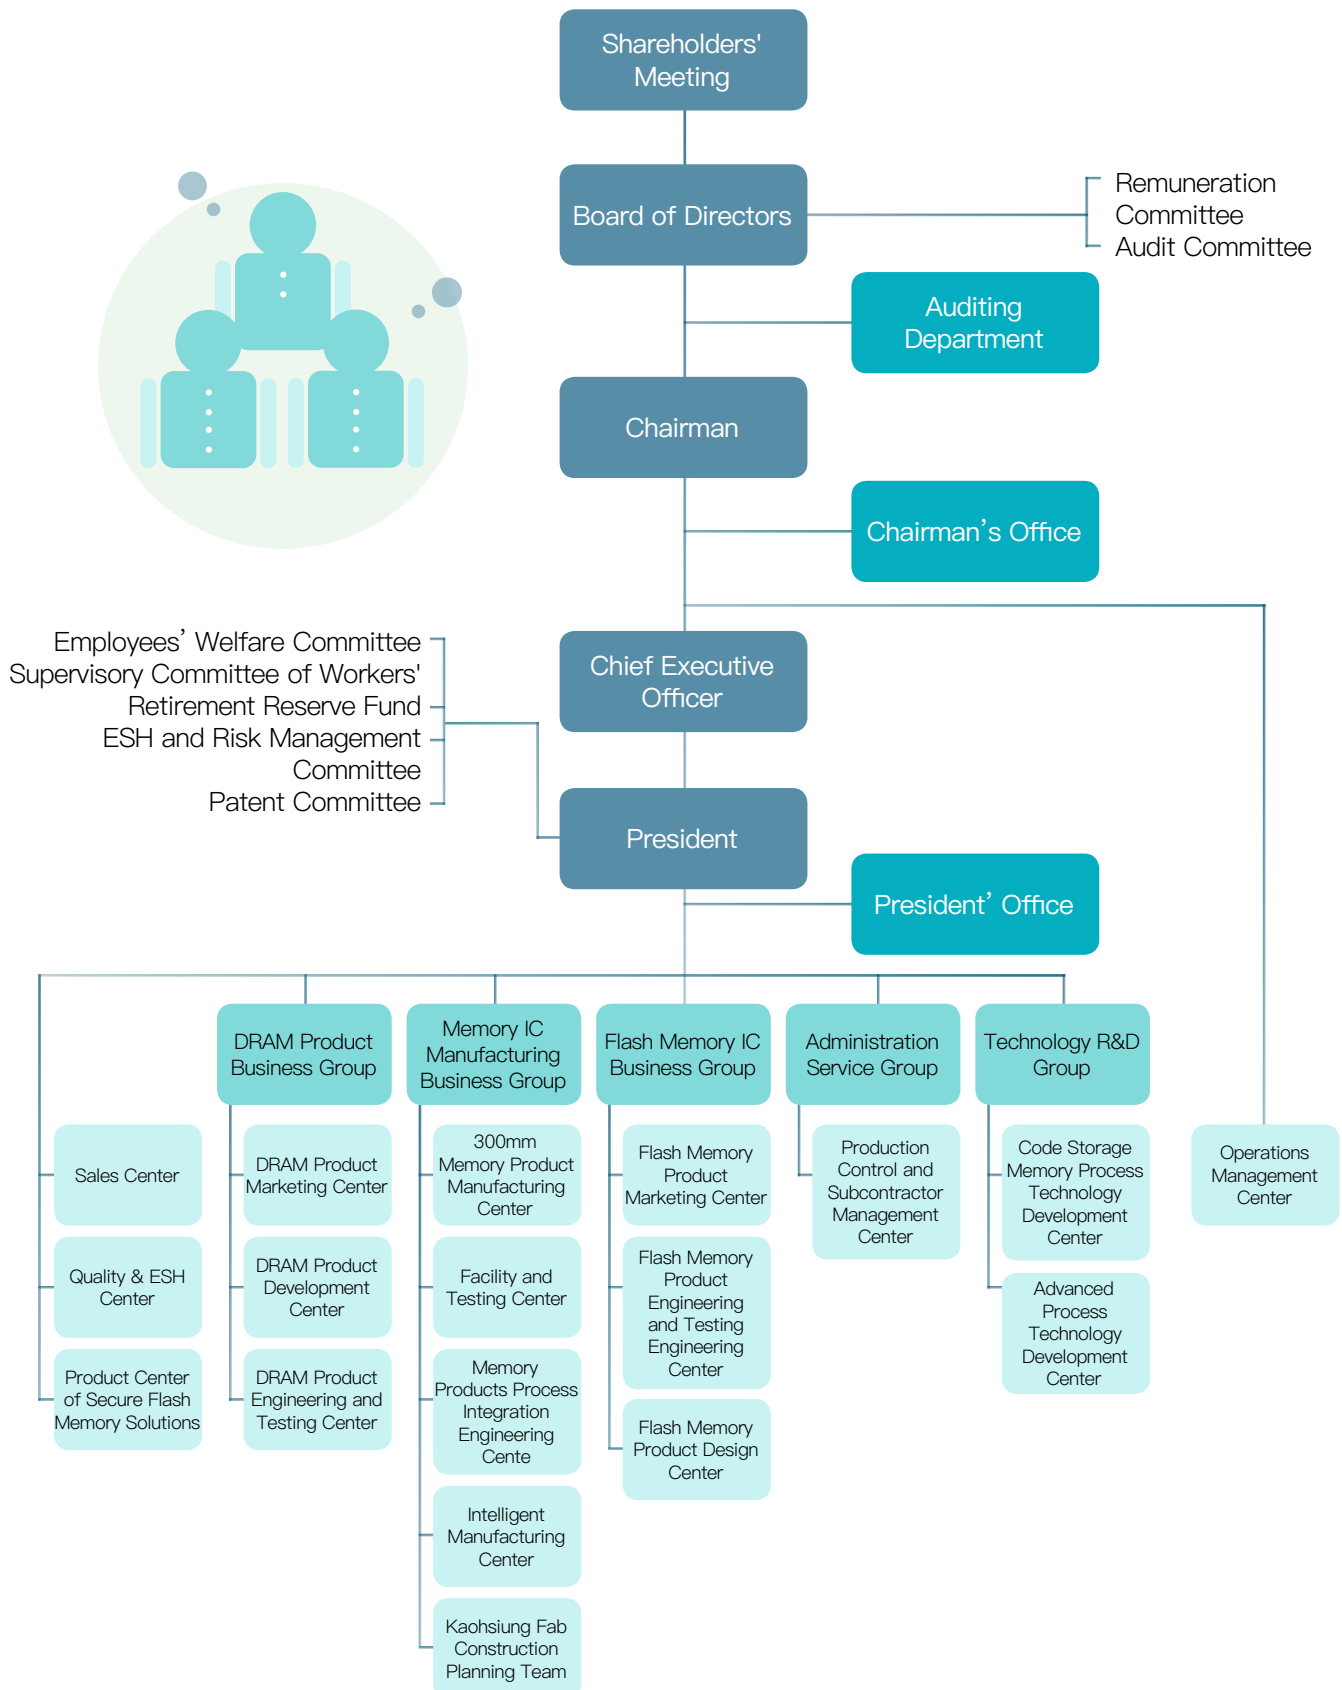 Shareholders'
Meeting
Board of Directors
Remuneration
Committee
Audit Committee
Auditing
Department
Chairman
Chairman’s Office
Employees’ Welfare Committee
Supervisory Committee of Workers'
Retirement Reserve Fund
ESH and Risk Management
Committee
Patent Committee
Chief Executive
Officer
President
President’ Office
DRAM Product
Business Group
Memory IC
Manufacturing
Business Group
Flash Memory IC
Business Group
Administration
Service Group
Technology R&D
Group
Sales Center
Quality & ESH
Center
Product Center
of Secure Flash
Memory Solutions
DRAM Product
Marketing Center
DRAM Product
Development
Center
DRAM Product
Engineering and
Testing Center
300mm
Memory Product
Manufacturing
Center
Facility and
Testing Center
Memory
Products Process
Integration
Engineering
Cente
Intelligent
Manufacturing
Center
Kaohsiung Fab
Construction
Planning Team
Flash Memory
Product
Marketing Center
Flash Memory
Product
Engineering
and Testing
Engineering
Center
Flash Memory
Product Design
Center
Production
Control and
Subcontractor
Management
Center
Code Storage
Memory Process
Technology
Development
Center
Advanced
Process
Technology
Development
Center
Operations
Management
Center